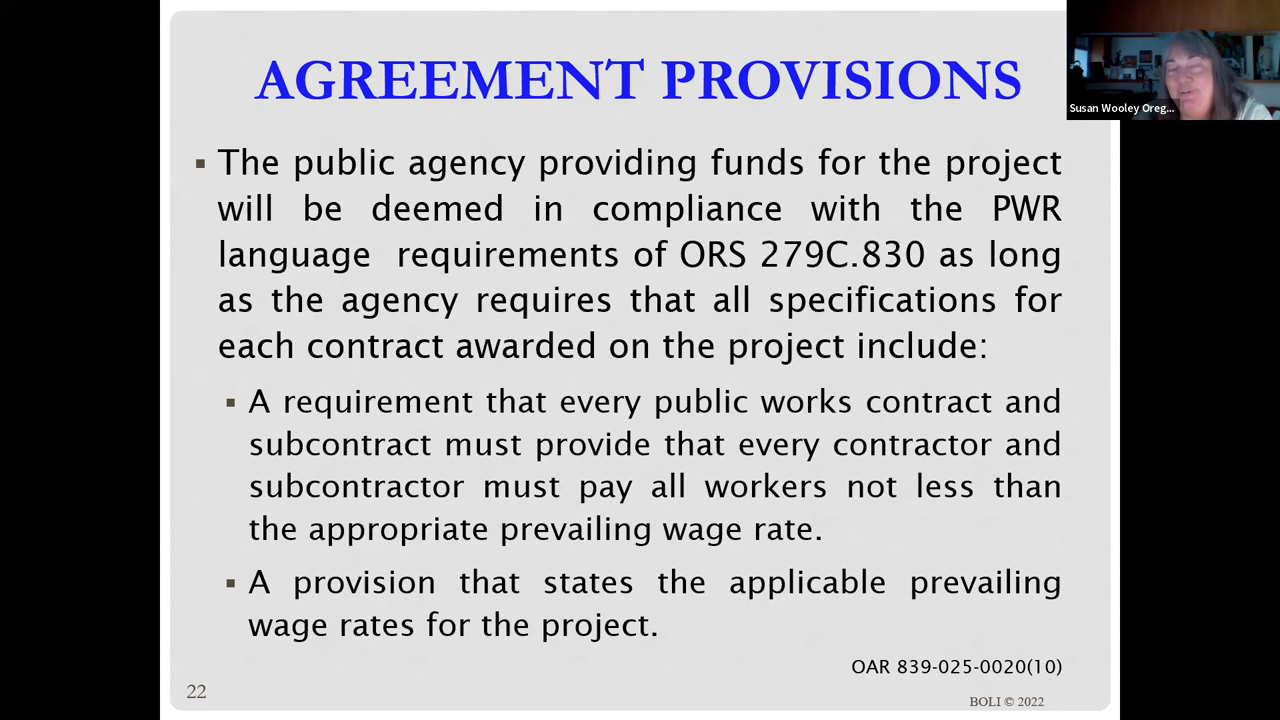 AGREEMENT PROVISIONS
Susan Wooley Oreg...
▪ The public agency providing funds for the project
will be deemed in compliance with the PWR
language requirements of ORS 279C.830 as long
as the agency requires that all specifications for
each contract awarded on the project include:
▪ A requirement that every public works contract and
subcontract must provide that every contractor and
subcontractor must pay all workers not less than
the appropriate prevailing wage rate.
▪ A provision that states the applicable prevailing
wage rates for the project.
OAR 839-025-0020(10)
22
BOLI © 2022